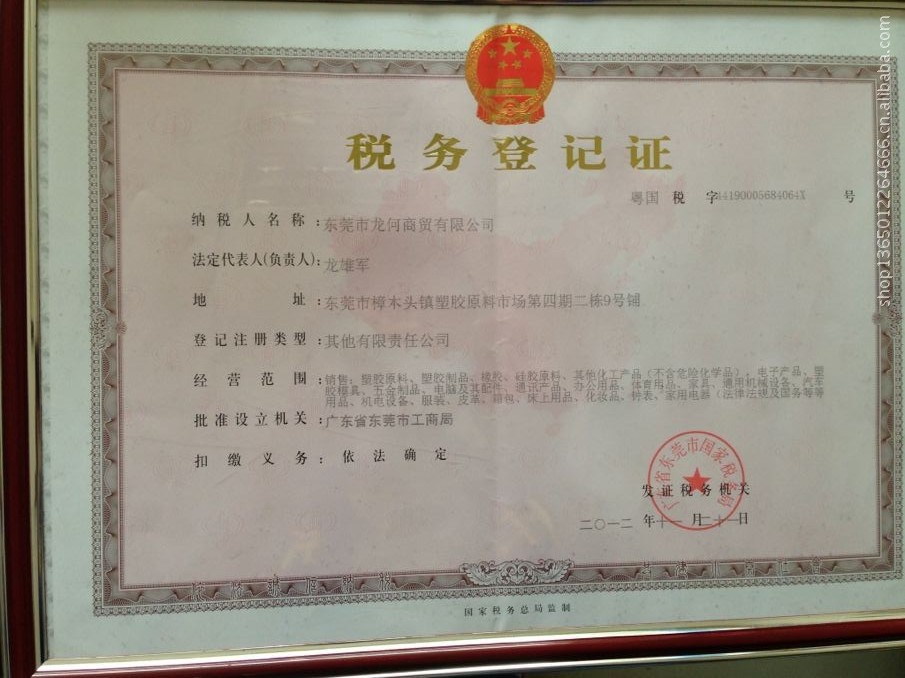 税务登记证
粤国 税 字44190005684064X 号
纳税人名称：东莞市龙何商贸有限公司
法定代表人(负责人)：龙雄军
地 址：东莞市樟木头镇塑胶原料市场第四期二栋9号铺
登记注册类型：其他有限责任公司
经营范围：销售：塑胶原料、塑胶制品、橡胶、硅胶原料、其他化工产品（不含危险化学品），电子产品、塑
胶模具、五金制品、电脑及其配件、通讯产品、办公用品、体育用品、家具、通用机械设备、汽车
用品、机电设备、服装、皮革、箱包、床上用品、化妆品、钟表、家用电器（法律法规及国务等等
批准设立机关：广东省东莞市工商局
扣缴义务：依法确定
广东省东莞市国家税务局
发证税务机关
二〇一二 年十一月二十一日
国家税务总局监制
shop1365012264666.cn.alibaba.com